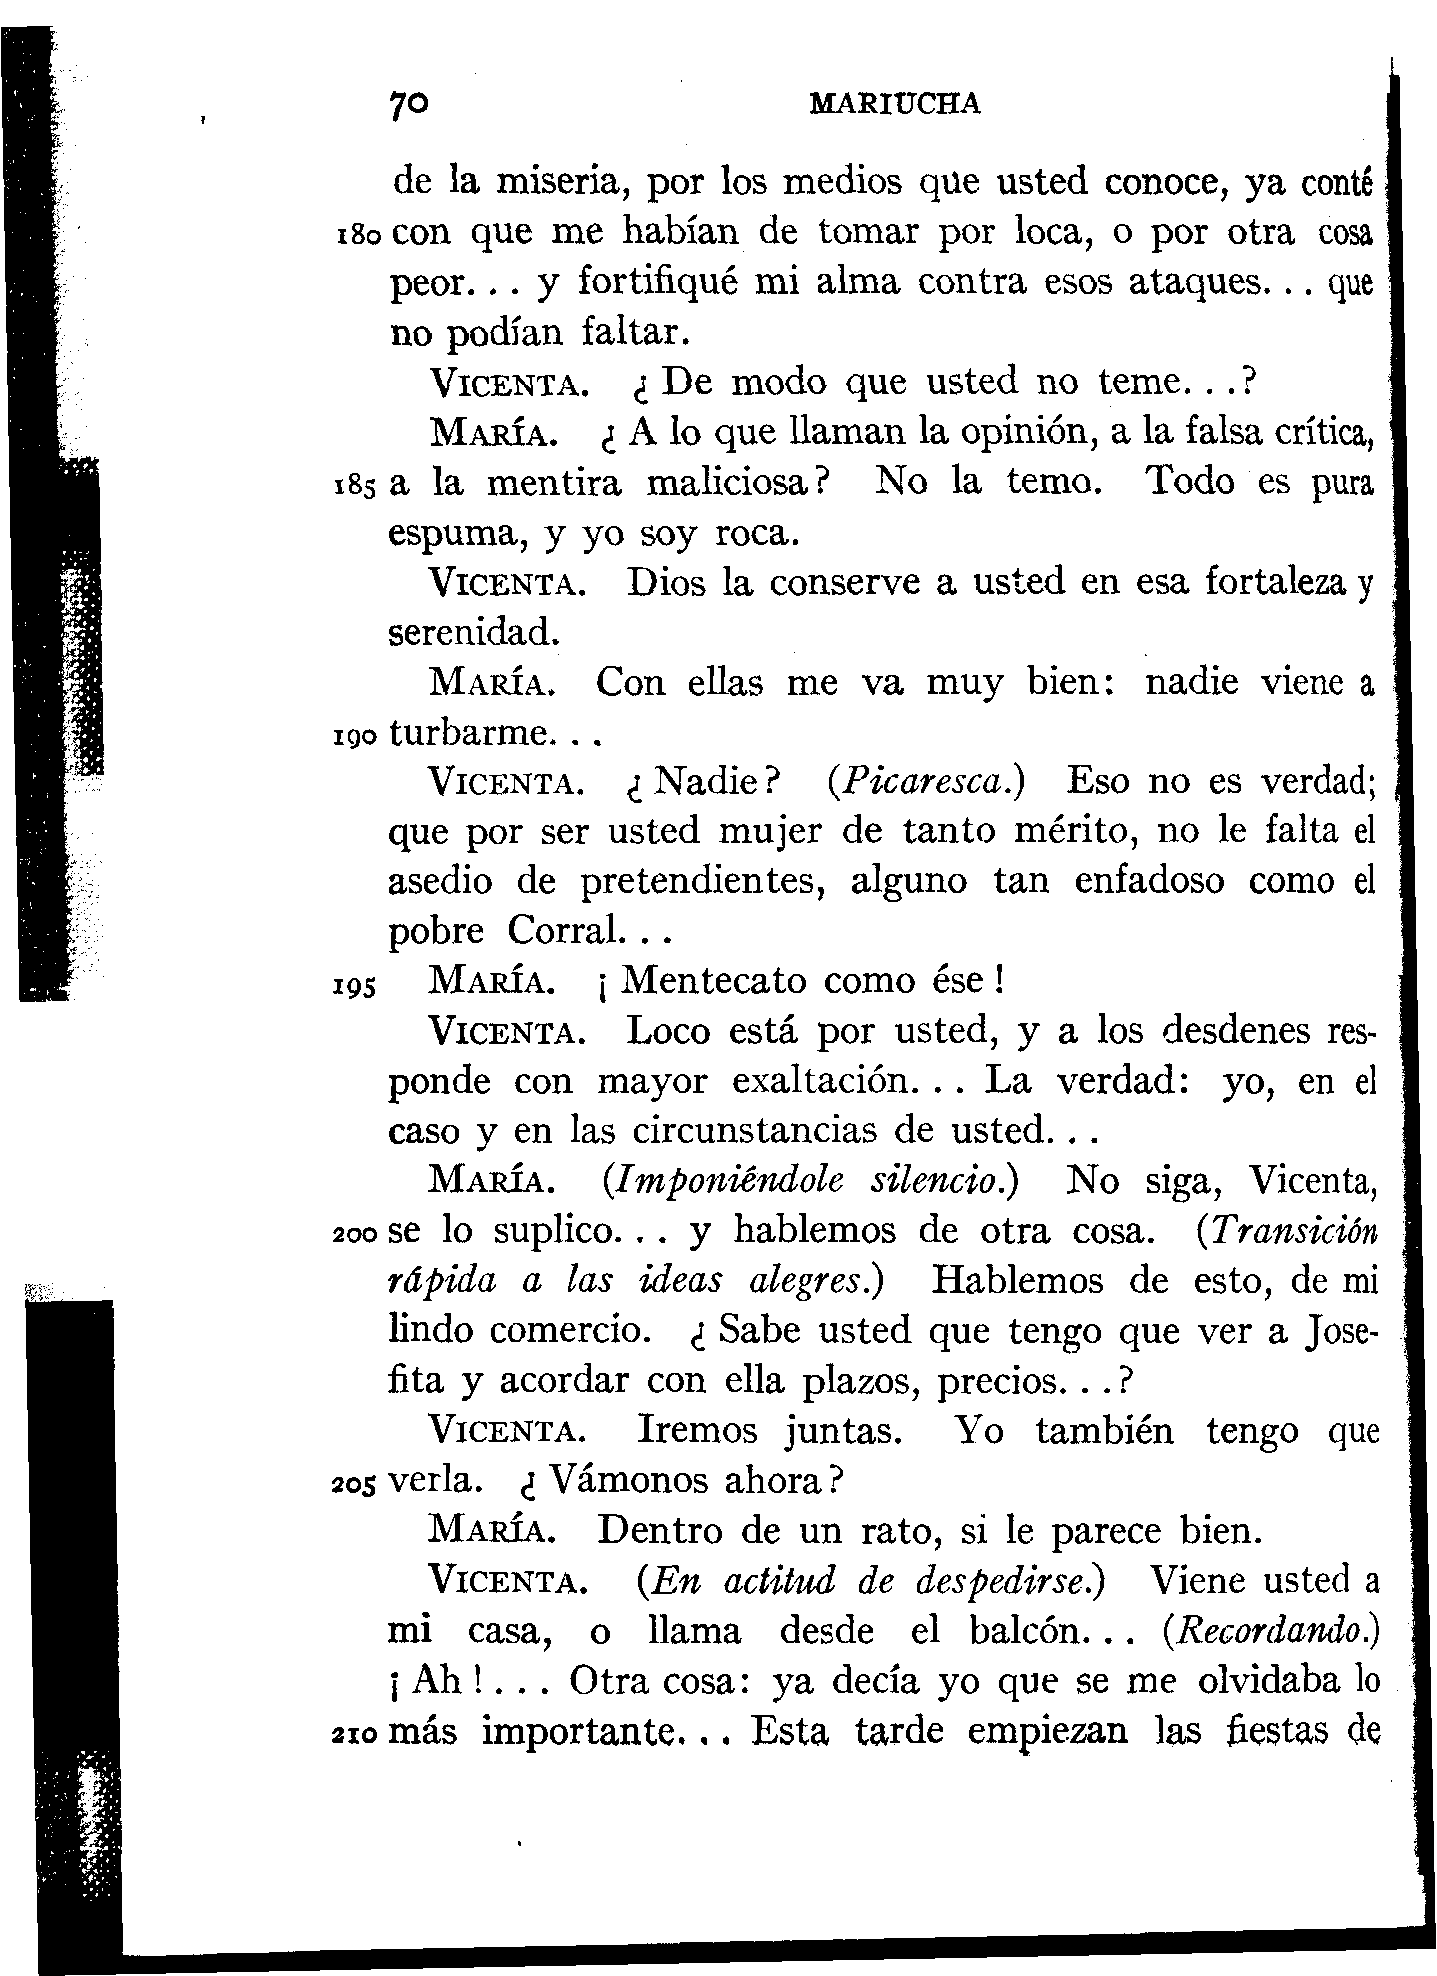 70 MARIUCHA
de la miseria, por los medios que usted conoce, ya conté
180 con que me habían de tomar por loca, o por otra cosa
peor. . . y fortifiqué mi alma contra esos ataques. . . que
no podían faltar.
VICENTA. ¿ De modo que usted no teme. . .?
MARÍA. ¿ A lo que llaman la opinión, a la falsa crítica,
185 a la mentira maliciosa? No la temo. Todo es pura
espuma, y yo soy roca.
VICENTA. Dios la conserve a usted en esa fortaleza y
serenidad.
MARÍA. Con ellas me va muy bien: nadie viene a
190 turbarme. . .
VICENTA. ¿ Nadie? (Picaresca.) Eso no es verdad;
que por ser usted mujer de tanto mérito, no le falta el
asedio de pretendientes, alguno tan enfadoso como el
pobre Corral. . .
195 MARÍA. ¡ Mentecato como ése !
VICENTA. Loco está por usted, y a los desdenes res-
ponde con mayor exaltación. . . La verdad: yo, en el
caso y en las circunstancias de usted. . .
MARÍA. (Imponiéndole silencio.) No siga, Vicenta,
200 se lo suplico. . . y hablemos de otra cosa. (Transición
rápida a las ideas alegres.) Hablemos de esto, de mi
lindo comercio. ¿ Sabe usted que tengo que ver a Jose-
fita y acordar con ella plazos, precios. . .?
VICENTA. Iremos juntas. Yo también tengo que
205 verla. ¿ Vámonos ahora?
MARÍA. Dentro de un rato, si le parece bien.
VICENTA. (En actitud de despedirse.) Viene usted a
mi casa, o llama desde el balcón. . . (Recordando.)
¡ Ah ! . . . Otra cosa: ya decía yo que se me olvidaba lo
210 más importante. . . Esta tarde empiezan las fiestas de